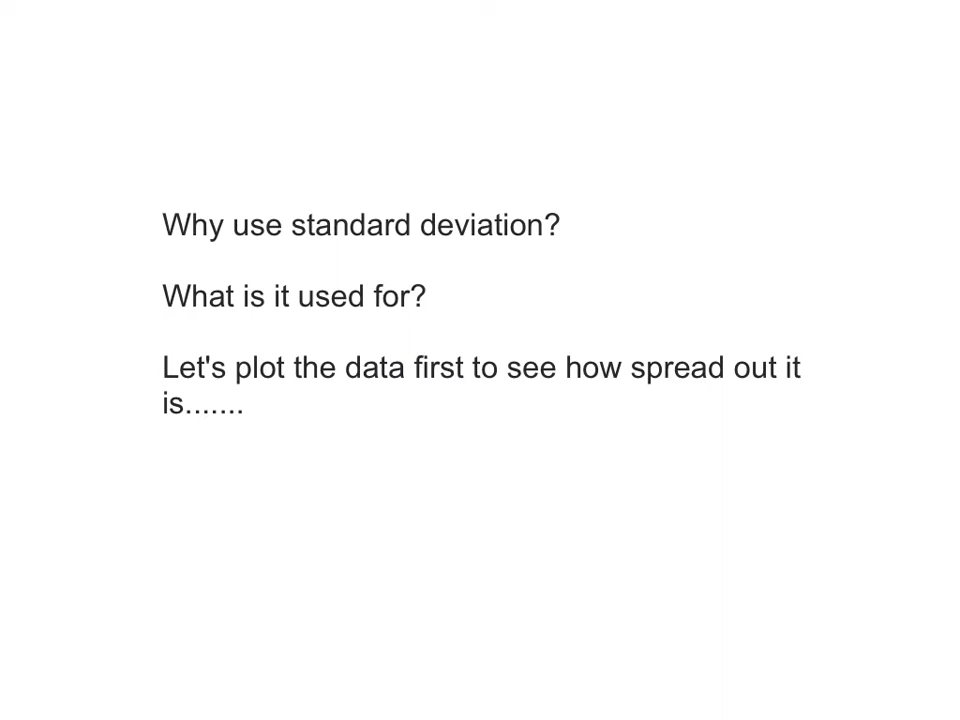 Why use standard deviation?
What is it used for?
Let's plot the data first to see how spread out it
is.......